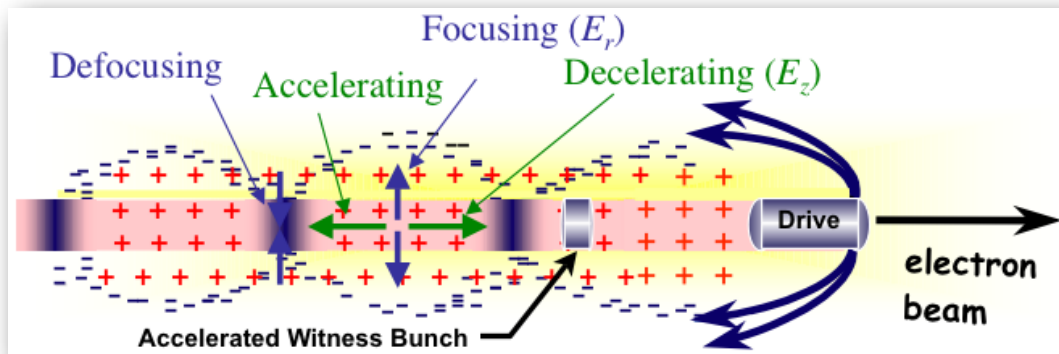 Focusing (E_r)
Defocusing
Accelerating
Decelerating (E_z)
Drive
electron
beam
Accelerated Witness Bunch